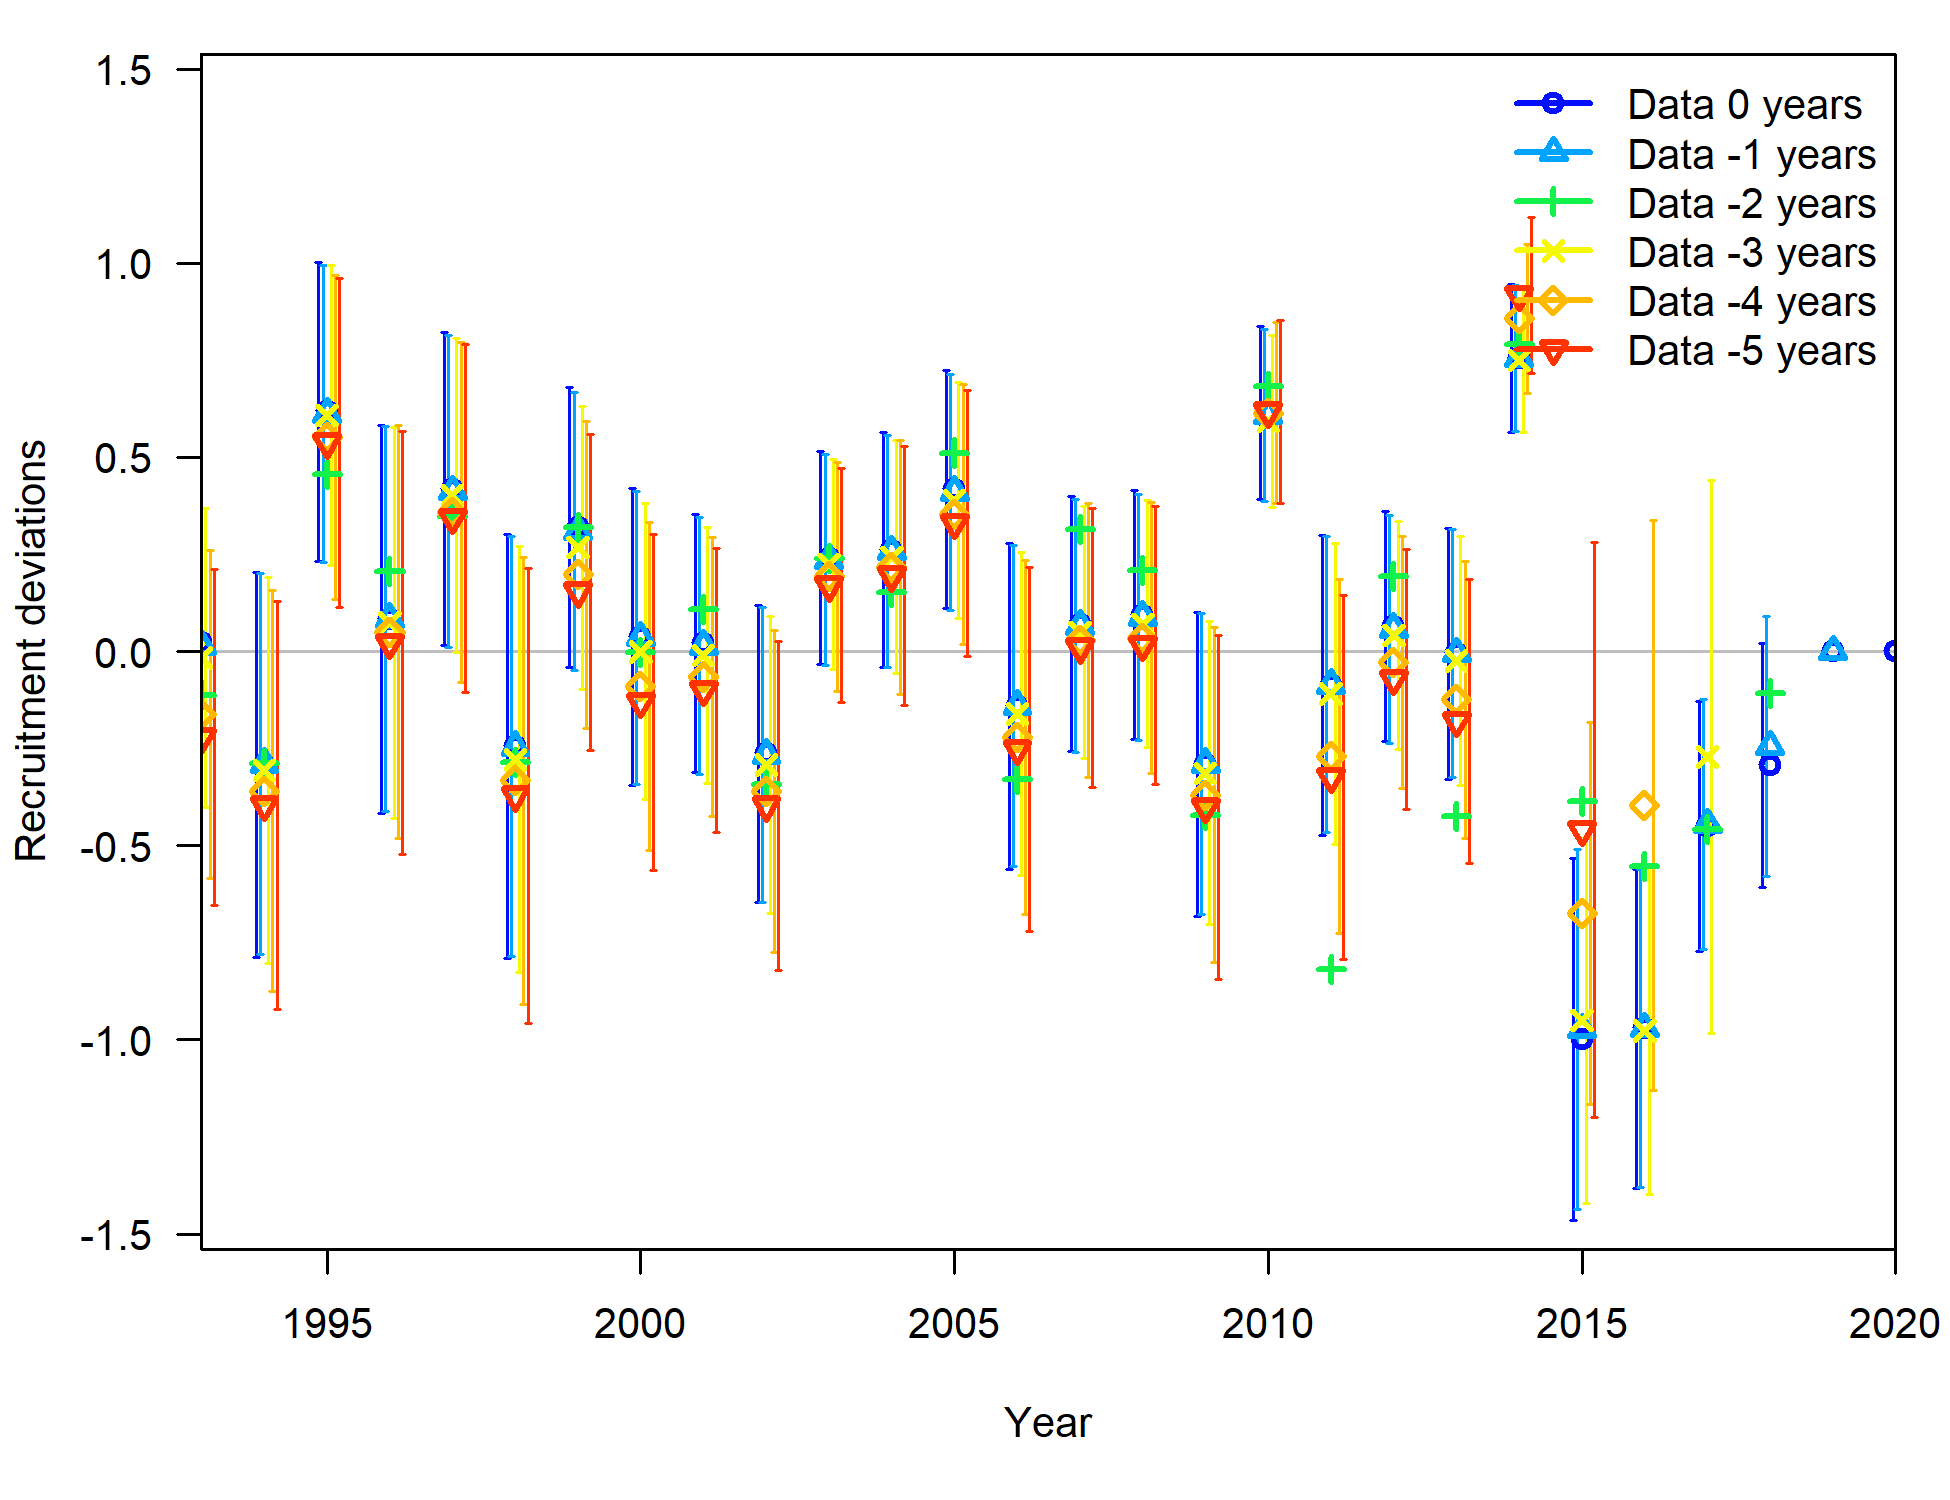 1.5
1.0
0.5
0.0
-0.5
-1.0
-1.5
Recruitment deviations
Data 0 years
Data -1 years
Data -2 years
Data -3 years
Data -4 years
Data -5 years
1995
2000
2005
2010
2015
2020
Year